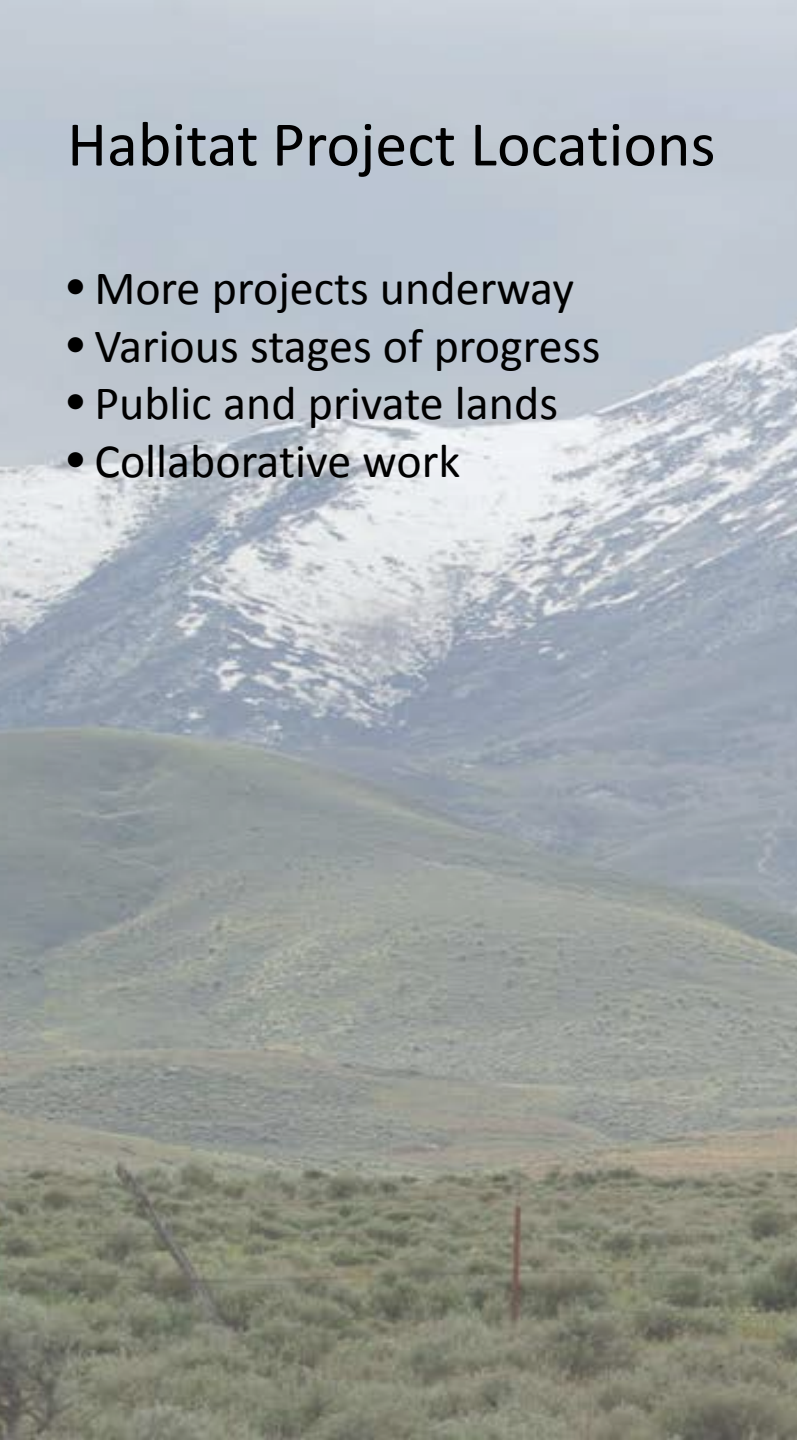 Habitat Project Locations
• More projects underway
• Various stages of progress
• Public and private lands
• Collaborative work